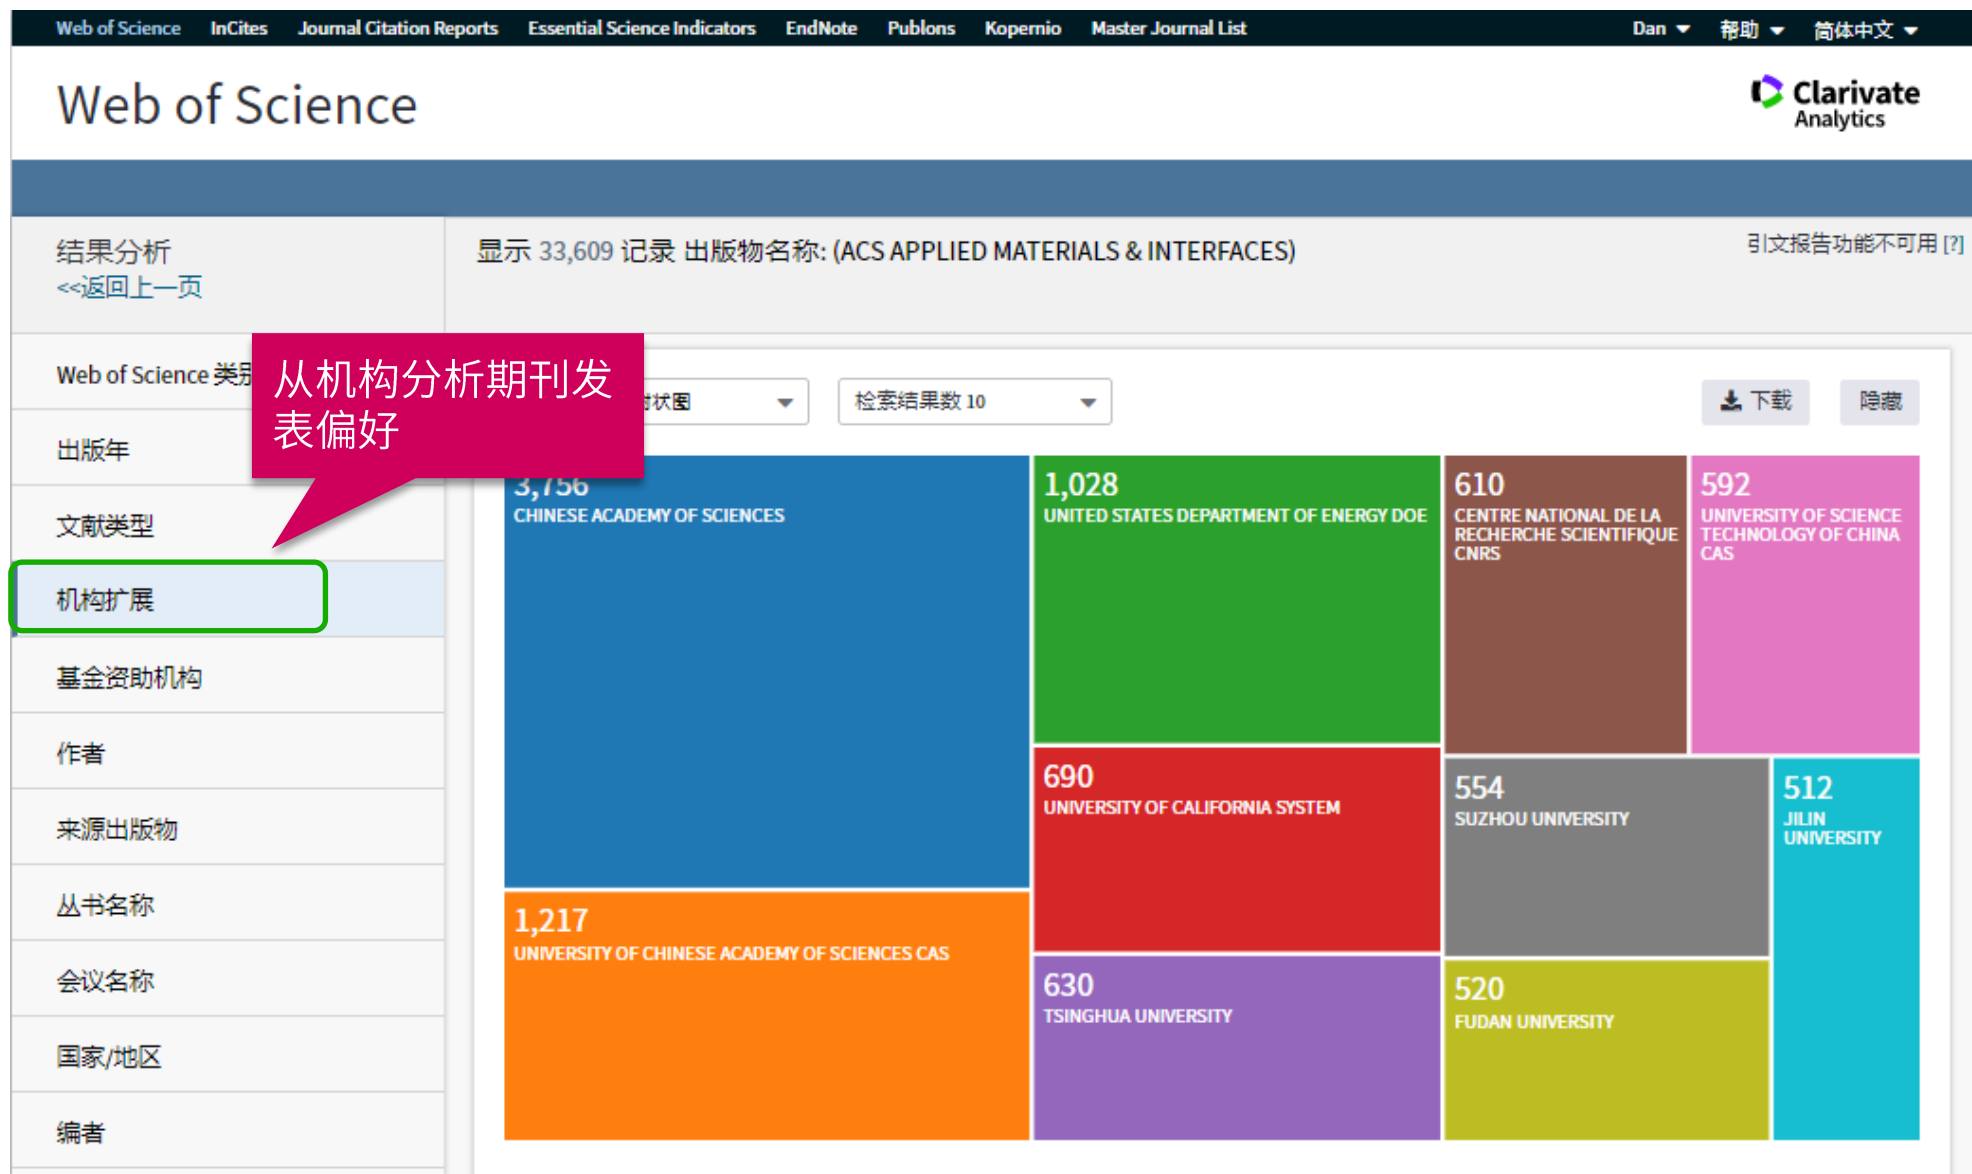 Web of Science InCites Journal Citation Reports Essential Science Indicators EndNote Publons Kopernio Master Journal List Dan 帮助 简体中文
Web of Science
Clarivate
Analytics
结果分析
<<返回上一页
显示 33,609 记录 出版物名称: (ACS APPLIED MATERIALS & INTERFACES)
引文报告功能不可用 [?]
Web of Science 类别
从机构分析期刊发
表偏好
树状图
检索结果数 10
下载
隐藏
出版年
文献类型
机构扩展
基金资助机构
作者
来源出版物
丛书名称
会议名称
国家/地区
编者
3,756
CHINESE ACADEMY OF SCIENCES
1,217
UNIVERSITY OF CHINESE ACADEMY OF SCIENCES CAS
1,028
UNITED STATES DEPARTMENT OF ENERGY DOE
690
UNIVERSITY OF CALIFORNIA SYSTEM
630
TSINGHUA UNIVERSITY
610
CENTRE NATIONAL DE LA
RECHERCHE SCIENTIFIQUE
CNRS
592
UNIVERSITY OF SCIENCE
TECHNOLOGY OF CHINA
CAS
554
SUZHOU UNIVERSITY
512
JILIN
UNIVERSITY
520
FUDAN UNIVERSITY